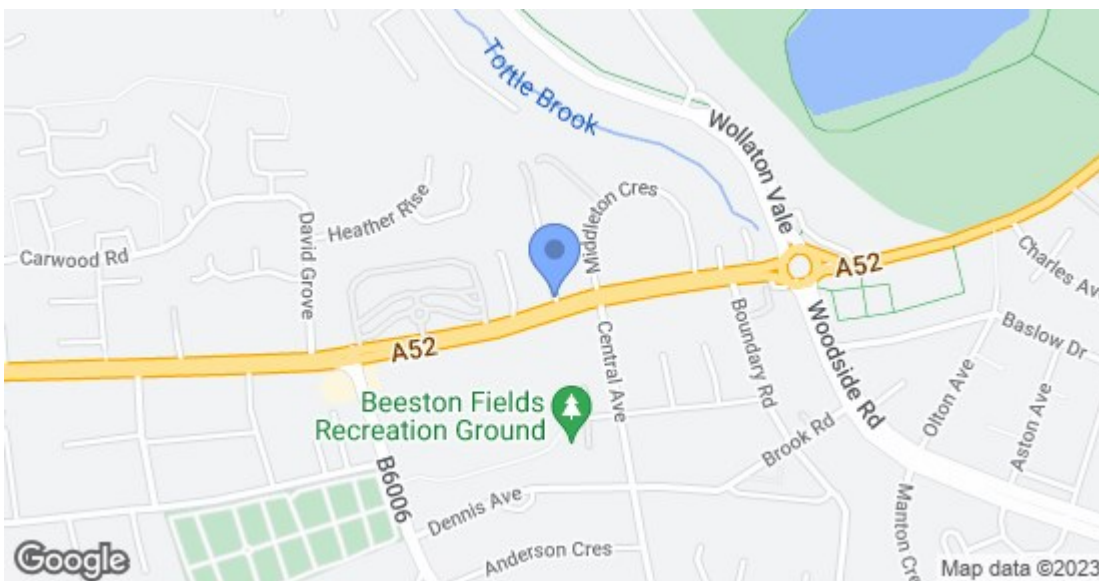 Tottle Brook
Wollaton Vale
Middleton Cres
Heather Rise
David Grove
Carwood Rd
A52
Charles Av
A52
Boundary Rd
Woodside Rd
Central Ave
Baslow Dr
Olton Ave
Aston Ave
Beeston Fields
Recreation Ground
Brook Rd
B6006
Dennis Ave
Manton Cre
Anderson Cres
Google
Map data ©2023